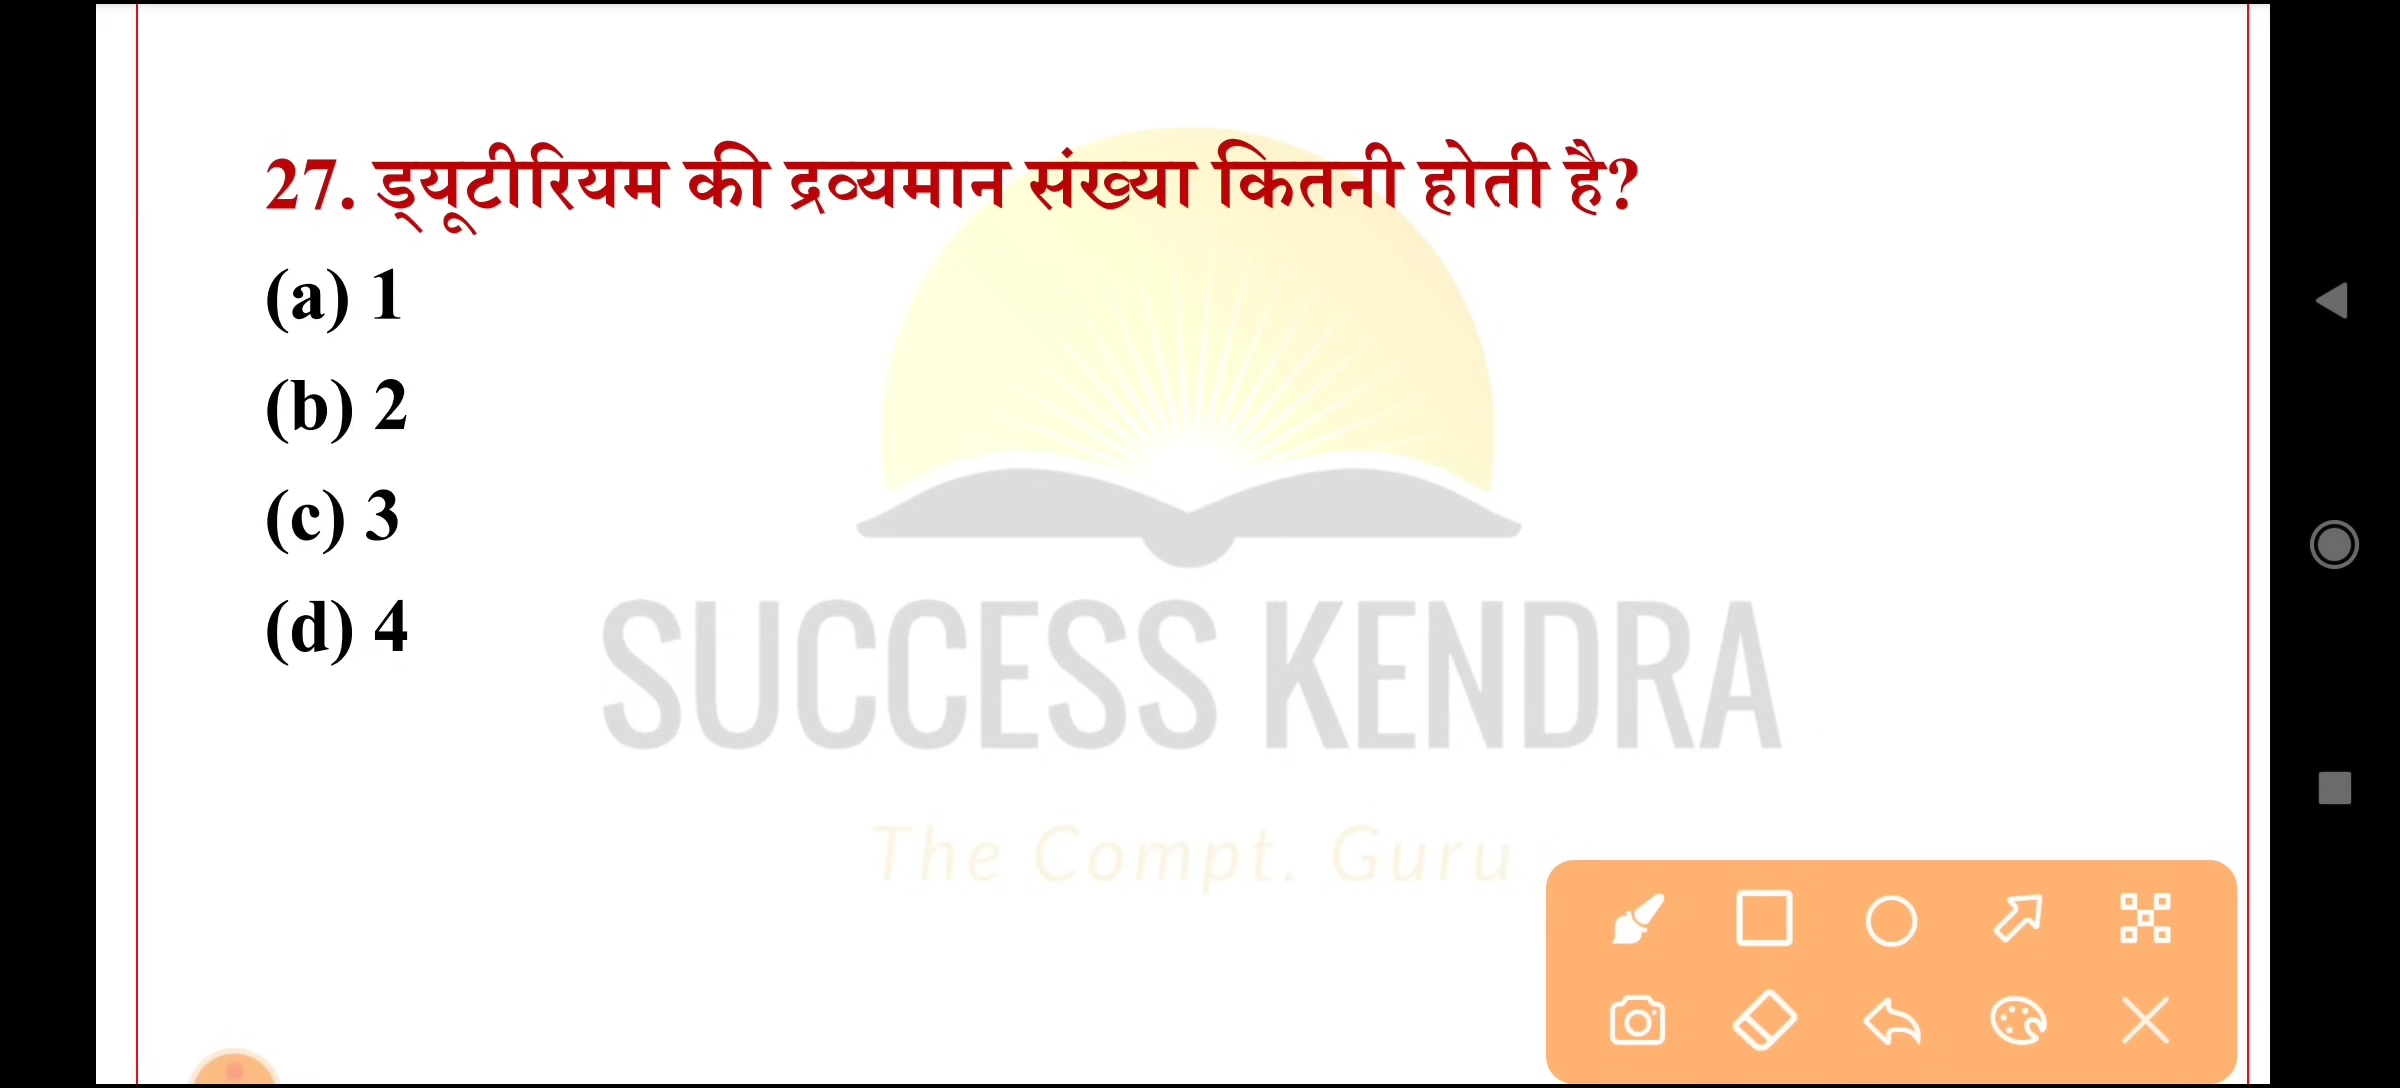 27. ड्यूटीरियम की द्रव्यमान संख्या कितनी होती है?
(a) 1
(b) 2
(c) 3
(d) 4
SUCCESS KENDRA
The Compt. Guru